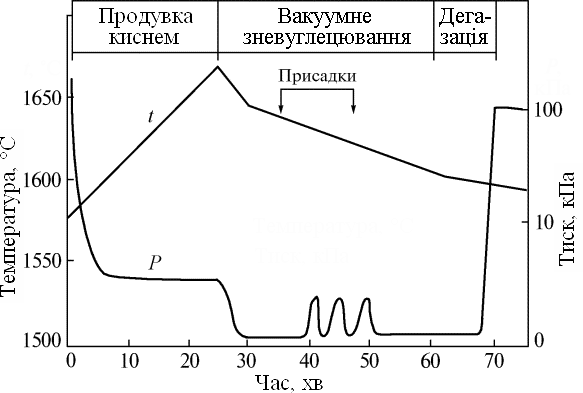 Продувка
киснем
Вакуумне
зневуглецювання
Дега-
зація
Присадки
t
P
Температура, °С
1650
1600
1550
1500
Тиск, кПа
100
10
0
0
10
20
30
40
50
60
70
Час, хв